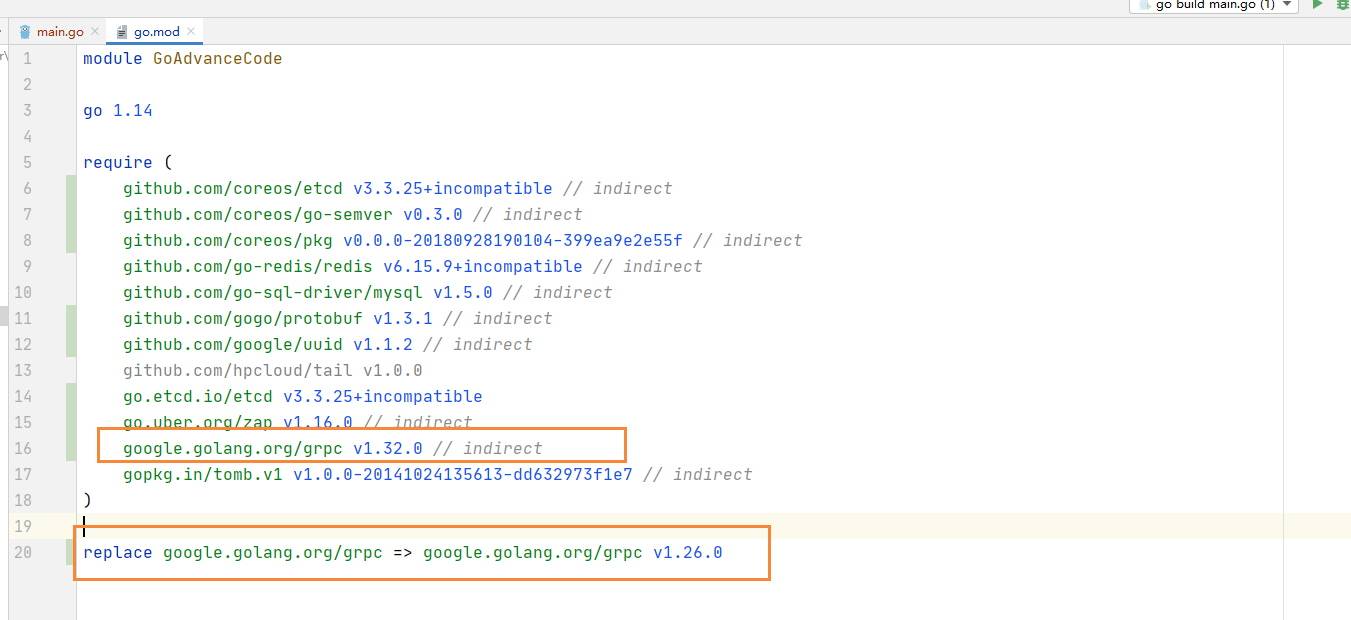 go build main.go (1)
main.go
go.mod
1 module GoAdvanceCode
2
3 go 1.14
4
5 require (
6 github.com/coreos/etcd v3.3.25+incompatible // indirect
7 github.com/coreos/go-semver v0.3.0 // indirect
8 github.com/coreos/pkg v0.0.0-20180928190104-399ea9e2e55f // indirect
9 github.com/go-redis/redis v6.15.9+incompatible // indirect
10 github.com/go-sql-driver/mysql v1.5.0 // indirect
11 github.com/gogo/protobuf v1.3.1 // indirect
12 github.com/google/uuid v1.1.2 // indirect
13 github.com/hpcloud/tail v1.0.0
14 go.etcd.io/etcd v3.3.25+incompatible
15 go.uber.org/zap v1.16.0 // indirect
16 google.golang.org/grpc v1.32.0 // indirect
17 gopkg.in/tomb.v1 v1.0.0-20141024135613-dd632973f1e7 // indirect
18 )
19
20 replace google.golang.org/grpc => google.golang.org/grpc v1.26.0